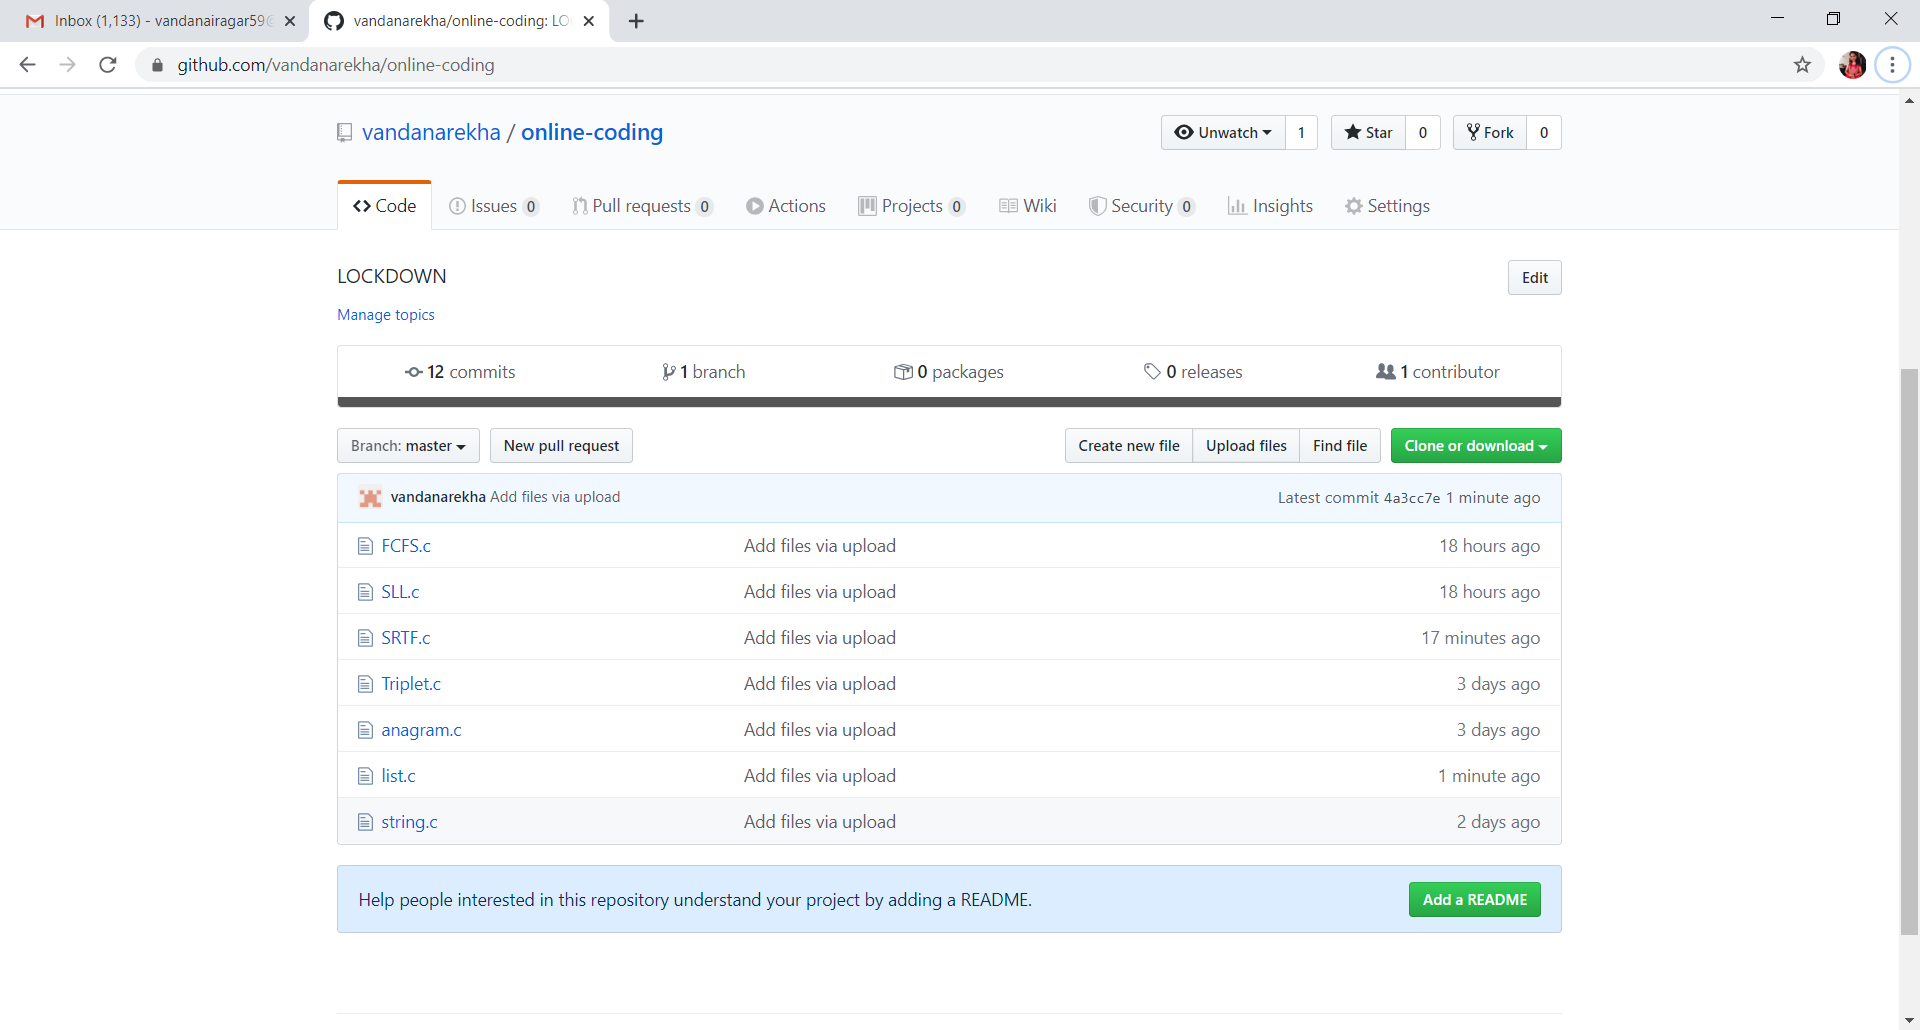 Inbox (1,133) - vandanairagar59@
vandanarekha/online-coding: LO
github.com/vandanarekha/online-coding
vandanarekha / online-coding
Unwatch 1 Star 0 Fork 0
Code Issues 0 Pull requests 0 Actions Projects 0 Wiki Security 0 Insights Settings
LOCKDOWN
Edit
Manage topics
12 commits 1 branch 0 packages 0 releases 1 contributor
Branch: master New pull request Create new file Upload files Find file Clone or download
vandanarekha Add files via upload Latest commit 4a3cc7e 1 minute ago
FCFS.c Add files via upload 18 hours ago
SLL.c Add files via upload 18 hours ago
SRTF.c Add files via upload 17 minutes ago
Triplet.c Add files via upload 3 days ago
anagram.c Add files via upload 3 days ago
list.c Add files via upload 1 minute ago
string.c Add files via upload 2 days ago
Help people interested in this repository understand your project by adding a README. Add a README